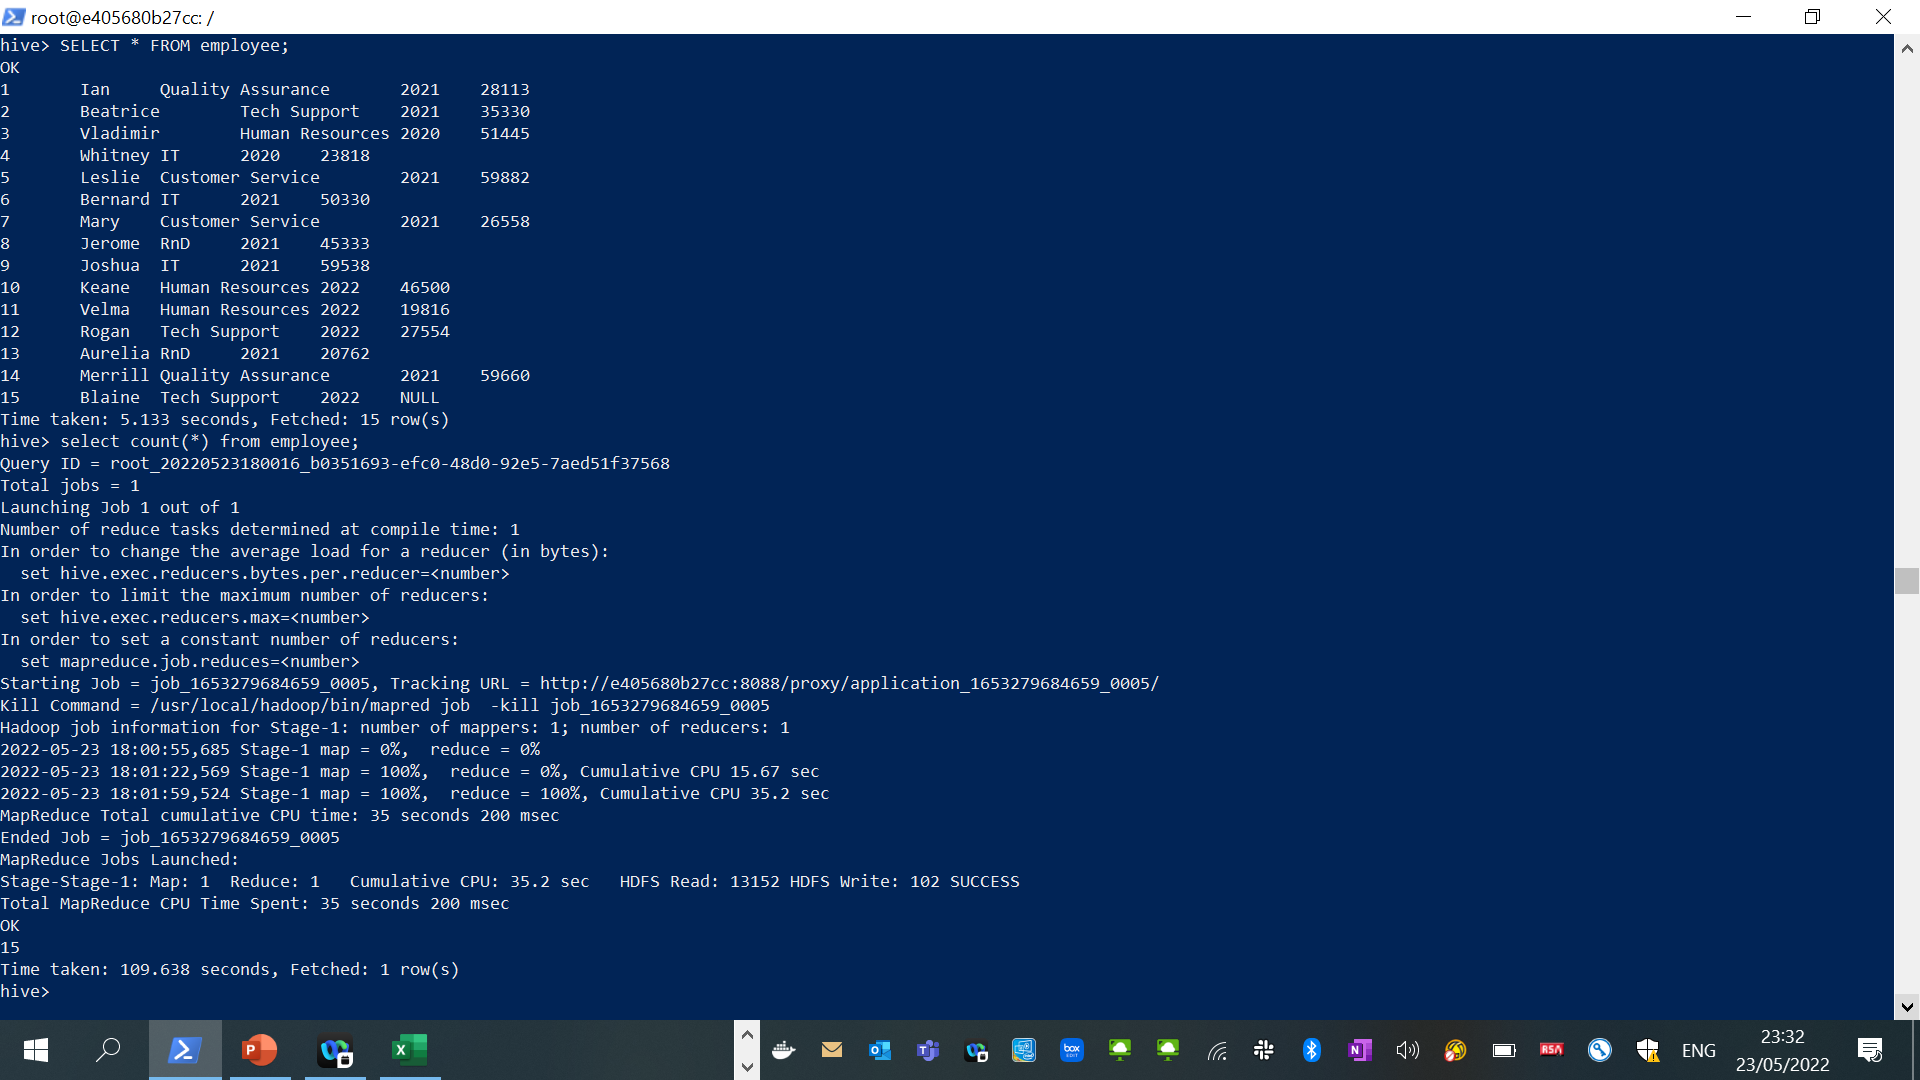 root@e405680b27cc: /
hive> SELECT * FROM employee;
OK
1 Ian Quality Assurance 2021 28113
2 Beatrice Tech Support 2021 35330
3 Vladimir Human Resources 2020 51445
4 Whitney IT 2020 23818
5 Leslie Customer Service 2021 59882
6 Bernard IT 2021 50330
7 Mary Customer Service 2021 26558
8 Jerome RnD 2021 45333
9 Joshua IT 2021 59538
10 Keane Human Resources 2022 46500
11 Velma Human Resources 2022 19816
12 Rogan Tech Support 2022 27554
13 Aurelia RnD 2021 20762
14 Merrill Quality Assurance 2021 59660
15 Blaine Tech Support 2022 NULL
Time taken: 5.133 seconds, Fetched: 15 row(s)
hive> select count(*) from employee;
Query ID = root_20220523180016_b0351693-efc0-48d0-92e5-7aed51f37568
Total jobs = 1
Launching Job 1 out of 1
Number of reduce tasks determined at compile time: 1
In order to change the average load for a reducer (in bytes):
  set hive.exec.reducers.bytes.per.reducer=<number>
In order to limit the maximum number of reducers:
  set hive.exec.reducers.max=<number>
In order to set a constant number of reducers:
  set mapreduce.job.reduces=<number>
Starting Job = job_1653279684659_0005, Tracking URL = http://e405680b27cc:8088/proxy/application_1653279684659_0005/
Kill Command = /usr/local/hadoop/bin/mapred job  -kill job_1653279684659_0005
Hadoop job information for Stage-1: number of mappers: 1; number of reducers: 1
2022-05-23 18:00:55,685 Stage-1 map = 0%,  reduce = 0%
2022-05-23 18:01:22,569 Stage-1 map = 100%,  reduce = 0%, Cumulative CPU 15.67 sec
2022-05-23 18:01:59,524 Stage-1 map = 100%,  reduce = 100%, Cumulative CPU 35.2 sec
MapReduce Total cumulative CPU time: 35 seconds 200 msec
Ended Job = job_1653279684659_0005
MapReduce Jobs Launched:
Stage-Stage-1: Map: 1  Reduce: 1   Cumulative CPU: 35.2 sec   HDFS Read: 13152 HDFS Write: 102 SUCCESS
Total MapReduce CPU Time Spent: 35 seconds 200 msec
OK
15
Time taken: 109.638 seconds, Fetched: 1 row(s)
hive>
P
X
box
N
RSA
ENG
23:32
23/05/2022